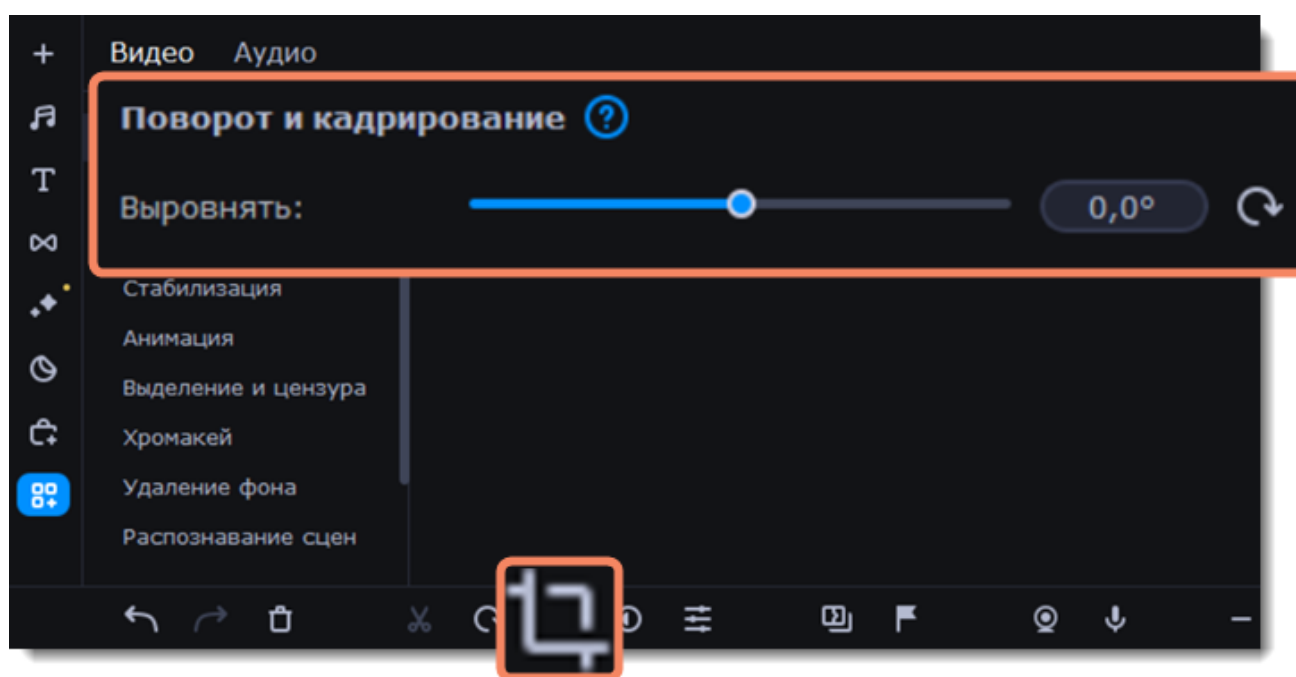 Видео Аудио
Поворот и кадрирование ?
Выровнять: 0,0°
Стабилизация
Анимация
Выделение и цензура
Хромакей
Удаление фона
Распознавание сцен